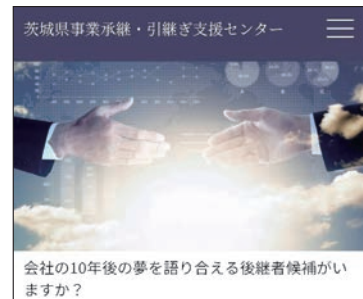 茨城県事業承継・引継ぎ支援センター
会社の10年後の夢を語り合える後継者候補がい
ますか？